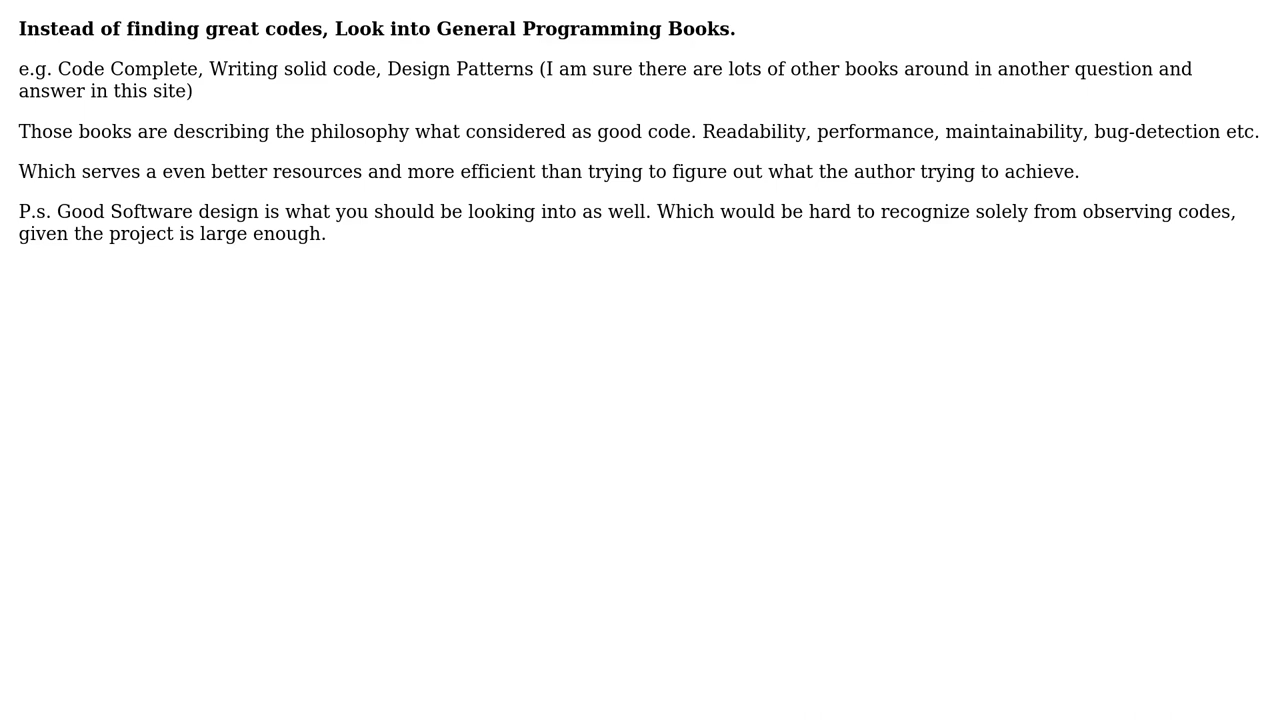 Instead of finding great codes, Look into General Programming Books.
e.g. Code Complete, Writing solid code, Design Patterns (I am sure there are lots of other books around in another question and
answer in this site)
Those books are describing the philosophy what considered as good code. Readability, performance, maintainability, bug-detection etc.
Which serves a even better resources and more efficient than trying to figure out what the author trying to achieve.
P.s. Good Software design is what you should be looking into as well. Which would be hard to recognize solely from observing codes,
given the project is large enough.